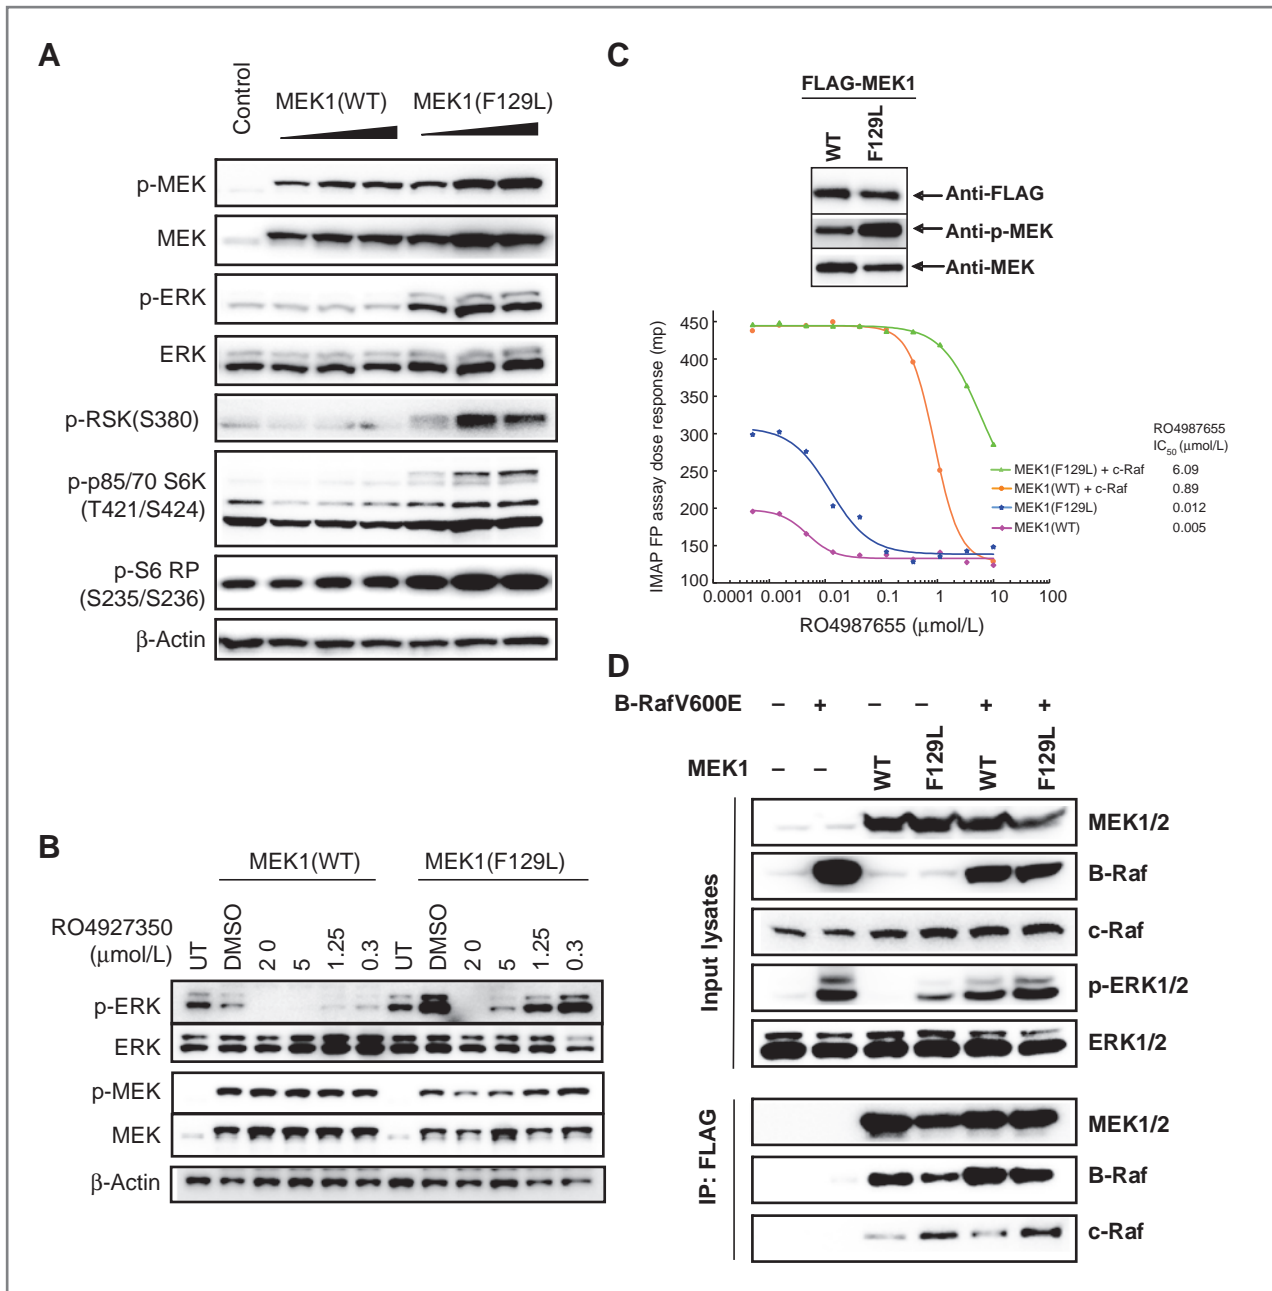 A
Control
MEK1(WT)
MEK1(F129L)
p-MEK
MEK
p-ERK
ERK
p-RSK(S380)
p-p85/70 S6K
(T421/S424)
p-S6 RP
(S235/S236)
β-Actin
B
MEK1(WT)
MEK1(F129L)
RO4927350
(μmol/L)
UT
DMSO
2 0
5
1.25
0.3
UT
DMSO
2 0
5
1.25
0.3
p-ERK
ERK
p-MEK
MEK
β-Actin
C
FLAG-MEK1
WT
F129L
Anti-FLAG
Anti-p-MEK
Anti-MEK
IMAP FP assay dose response (mp)
450
400
350
300
250
200
150
100
0.0001 0.001 0.01 0.1 1 10 100
RO4987655 (μmol/L)
RO4987655
IC50 (μmol/L)
MEK1(F129L) + c-Raf 6.09
MEK1(WT) + c-Raf 0.89
MEK1(F129L) 0.012
MEK1(WT) 0.005
D
B-RafV600E – + – – + +
MEK1 – – WT F129L WT F129L
Input lysates
MEK1/2
B-Raf
c-Raf
p-ERK1/2
ERK1/2
IP: FLAG
MEK1/2
B-Raf
c-Raf